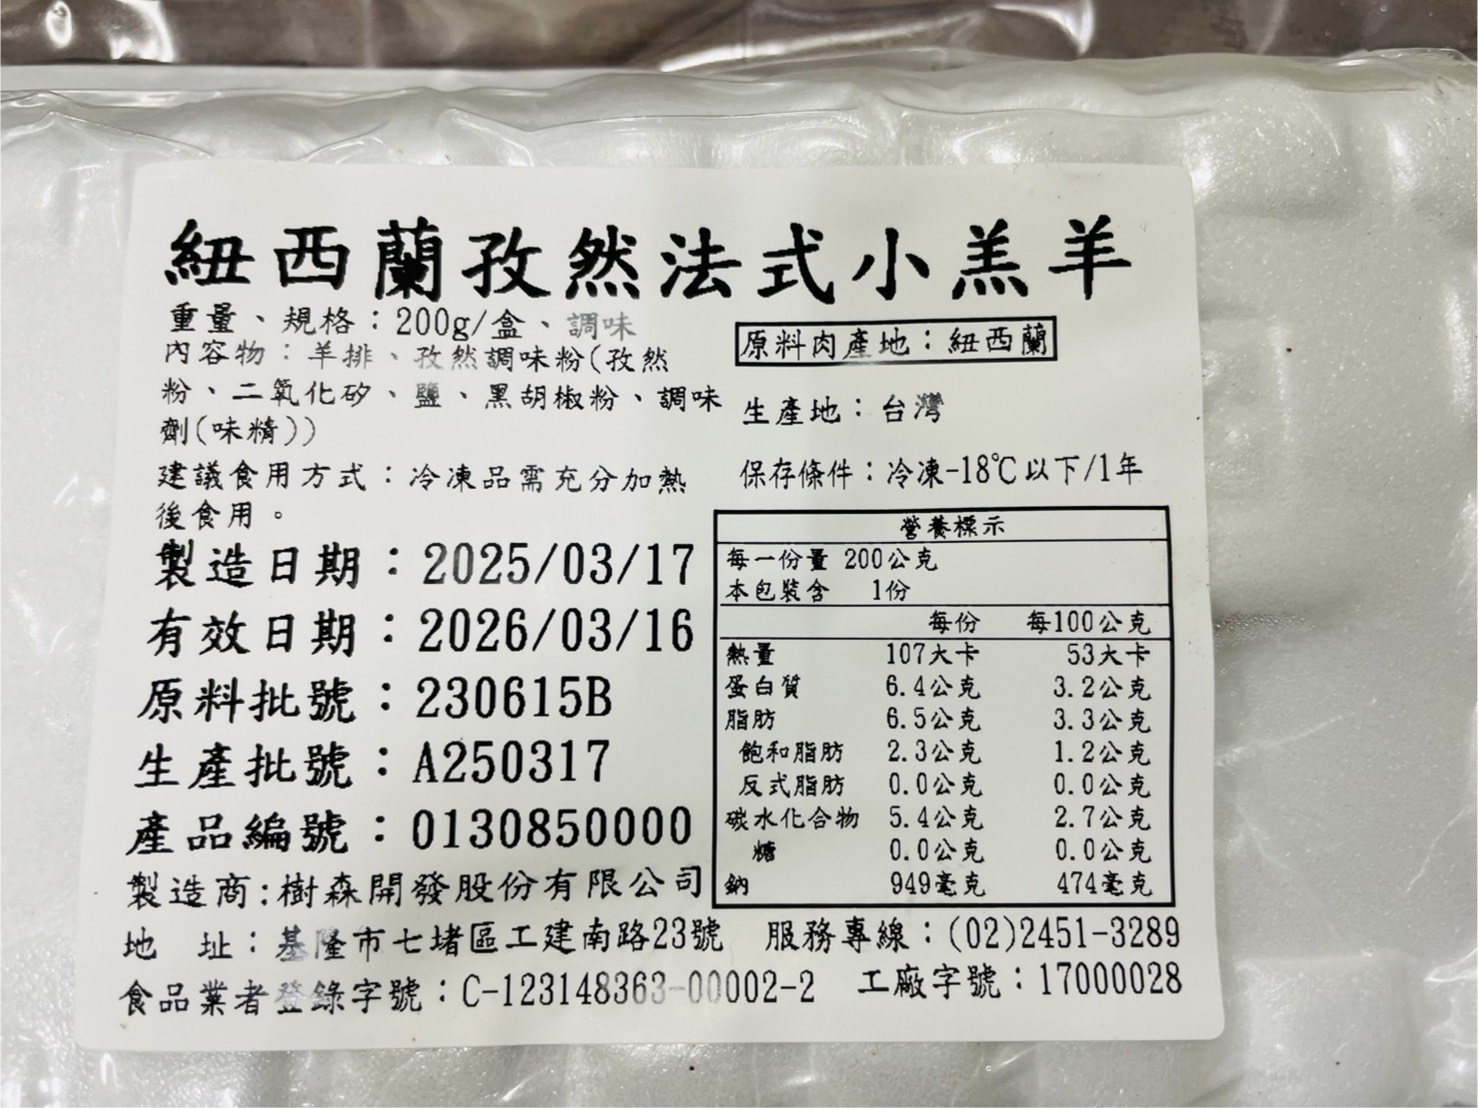 紐西蘭孜然法式小羔羊
重量、規格：200g/盒、調味
內容物：羊排、孜然調味粉(孜然
粉、二氧化矽、鹽、黑胡椒粉、調味
劑(味精))
建議食用方式：冷凍品需充分加熱
後食用。
原料肉產地：紐西蘭
生產地：台灣
保存條件：冷凍-18℃以下/1年
製造日期：2025/03/17
有效日期：2026/03/16
原料批號：230615B
生產批號：A250317
產品編號：0130850000
營養標示
每一份量 200公克
本包裝含 1份
每份 每100公克
熱量 107大卡 53大卡
蛋白質 6.4公克 3.2公克
脂肪 6.5公克 3.3公克
飽和脂肪 2.3公克 1.2公克
反式脂肪 0.0公克 0.0公克
碳水化合物 5.4公克 2.7公克
糖 0.0公克 0.0公克
鈉 949毫克 474毫克
製造商:樹森開發股份有限公司
地 址：基隆市七堵區工建南路23號 服務專線：(02)2451-3289
食品業者登錄字號：C-123148363-00002-2 工廠字號：17000028